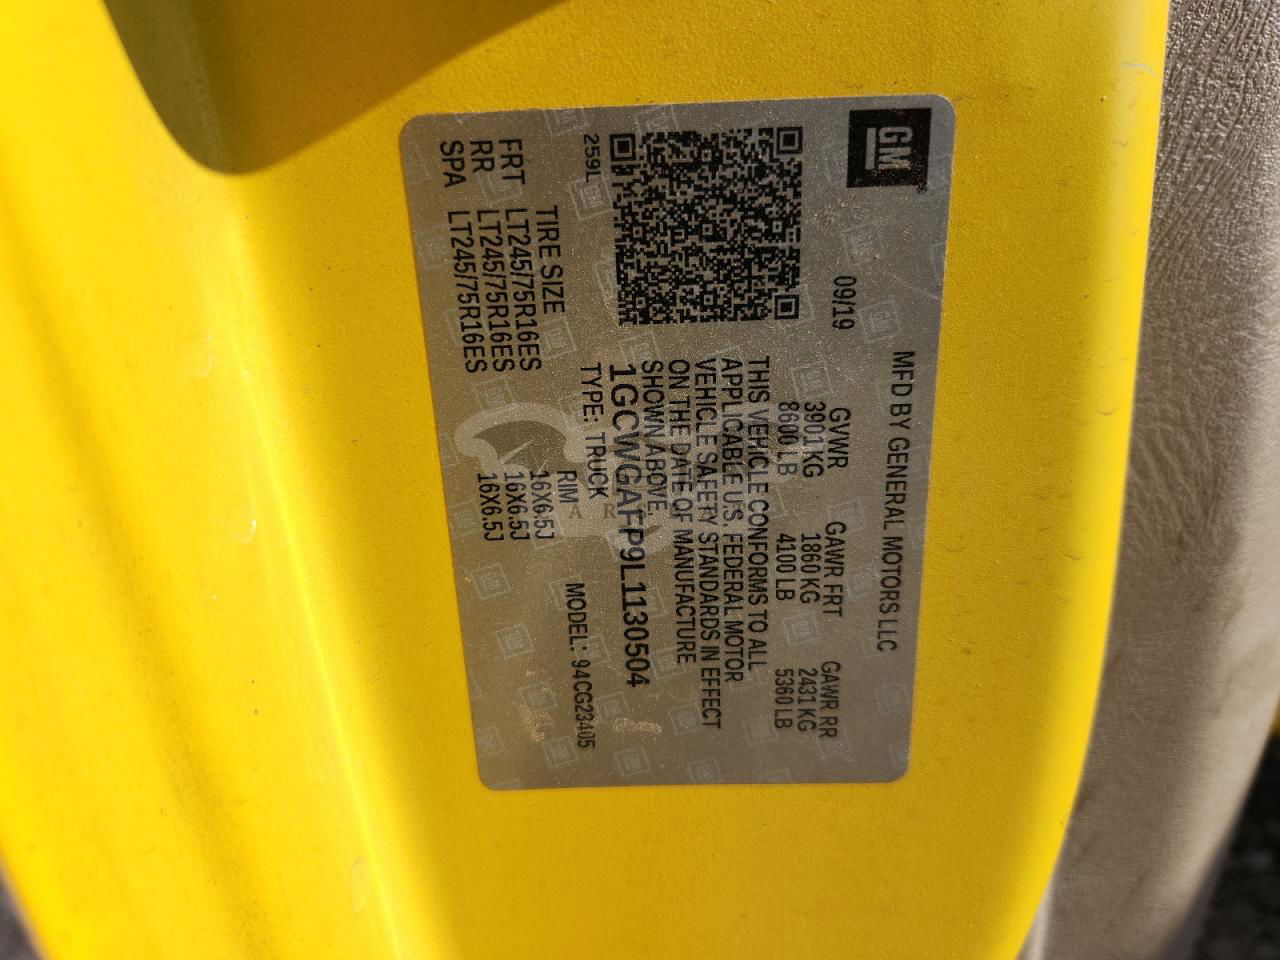 GM
MFD BY GENERAL MOTORS LLC
09/19
GVWR GAWR FRT GAWR RR
3901 KG 1860 KG 2431 KG
8600 LB 4100 LB 5360 LB
THIS VEHICLE CONFORMS TO ALL
APPLICABLE U.S. FEDERAL MOTOR
VEHICLE SAFETY STANDARDS IN EFFECT
ON THE DATE OF MANUFACTURE
SHOWN ABOVE.
1GCWGAFP9L1130504
TYPE: TRUCK MODEL: 94CG23405
259L
TIRE SIZE RIM
FRT LT245/75R16ES 16X6.5J
RR LT245/75R16ES 16X6.5J
SPA LT245/75R16ES 16X6.5J